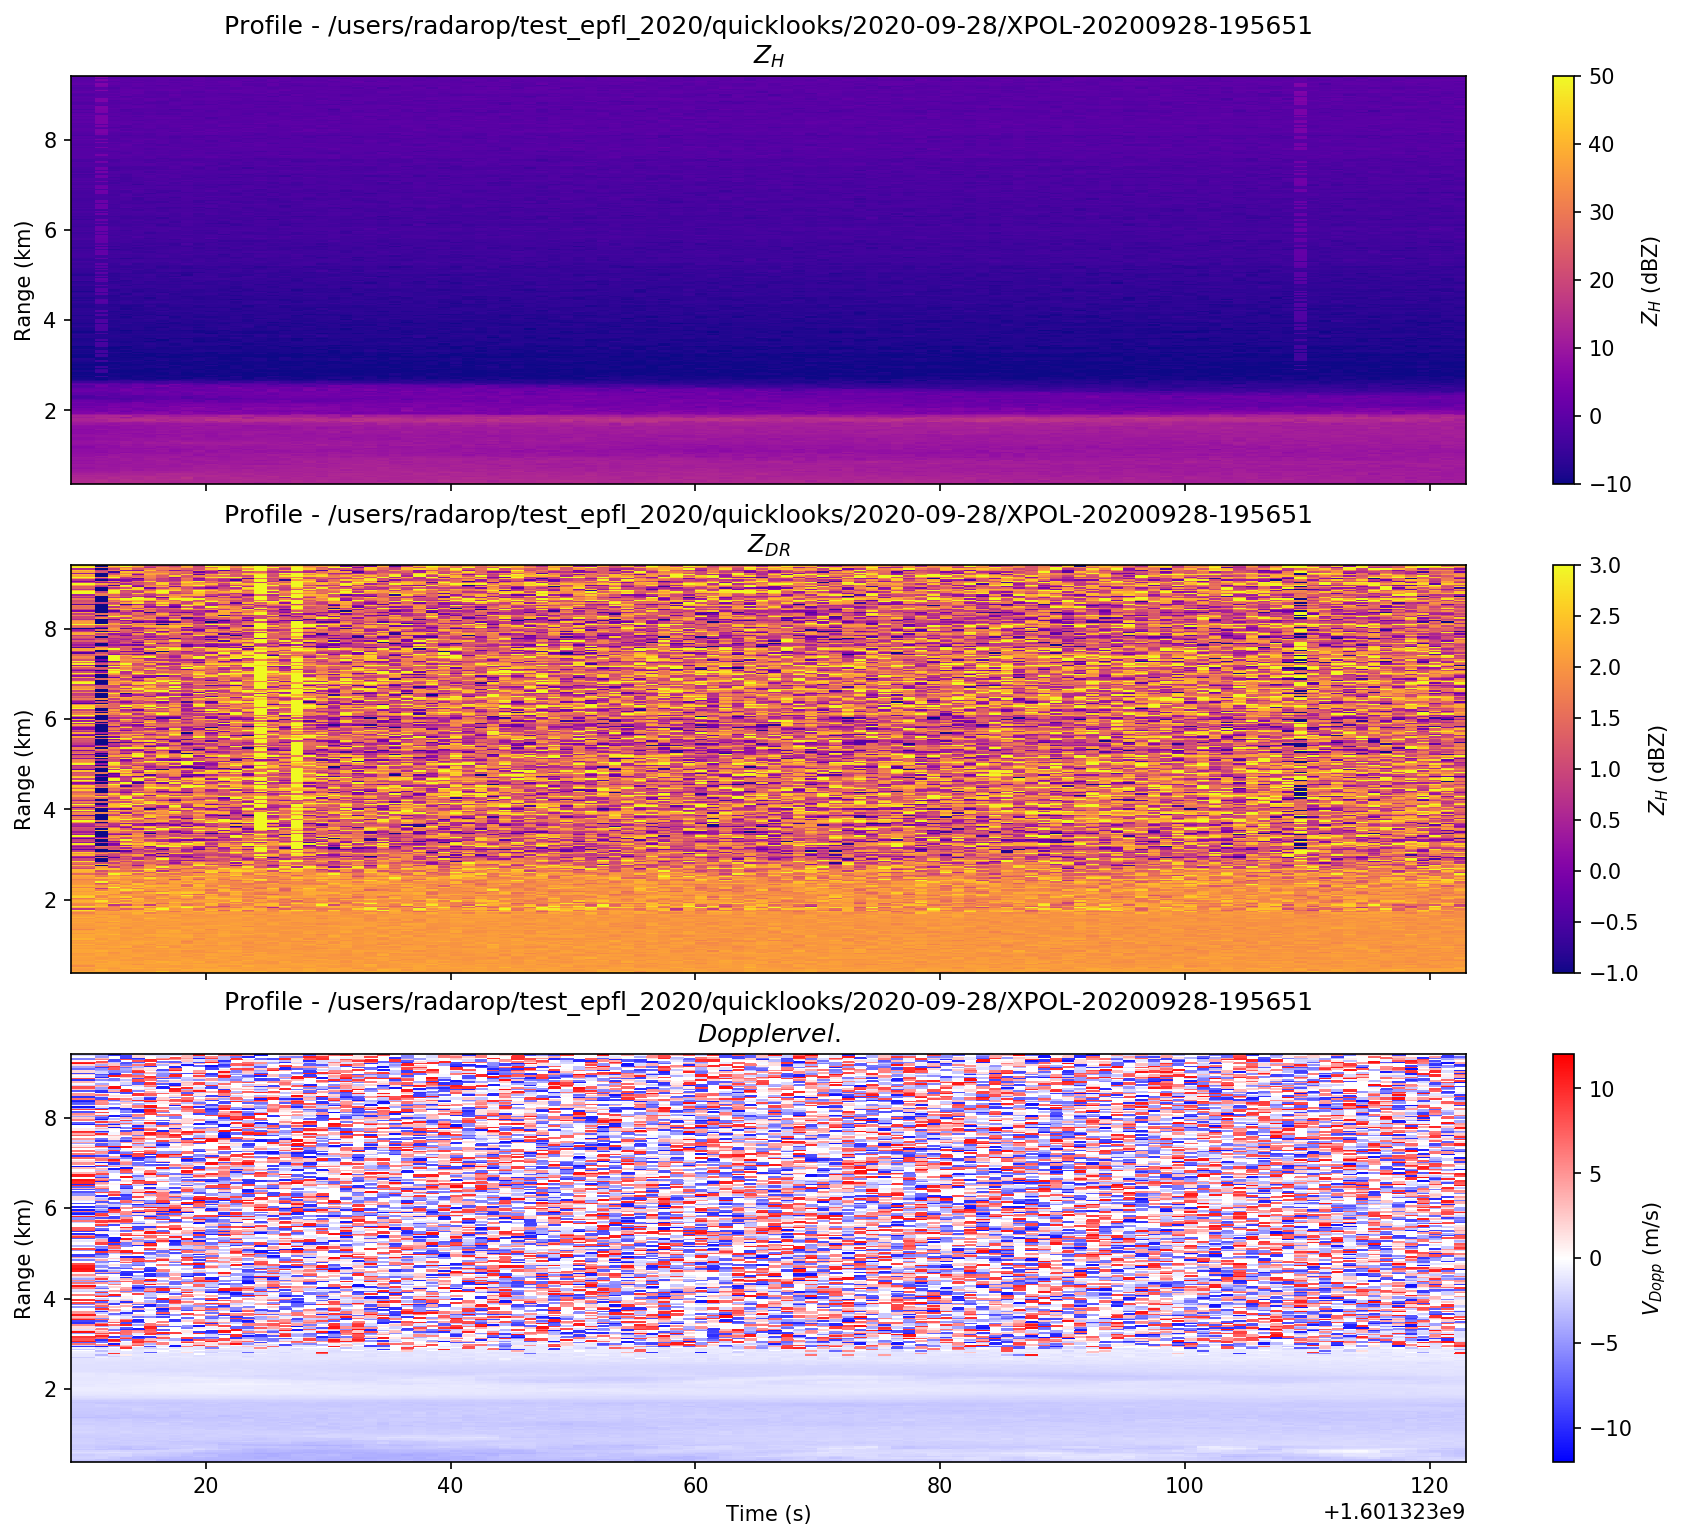 Profile - /users/radarop/test_epfl_2020/quicklooks/2020-09-28/XPOL-20200928-195651
Z_H
8
6
4
2
Range (km)
50
40
30
20
10
0
−10
Z_H (dBZ)
Profile - /users/radarop/test_epfl_2020/quicklooks/2020-09-28/XPOL-20200928-195651
Z_DR
8
6
4
2
Range (km)
3.0
2.5
2.0
1.5
1.0
0.5
0.0
−0.5
−1.0
Z_H (dBZ)
Profile - /users/radarop/test_epfl_2020/quicklooks/2020-09-28/XPOL-20200928-195651
Dopplervel.
8
6
4
2
Range (km)
10
5
0
−5
−10
V_Dopp (m/s)
20 40 60 80 100 120
Time (s)
+1.601323e9